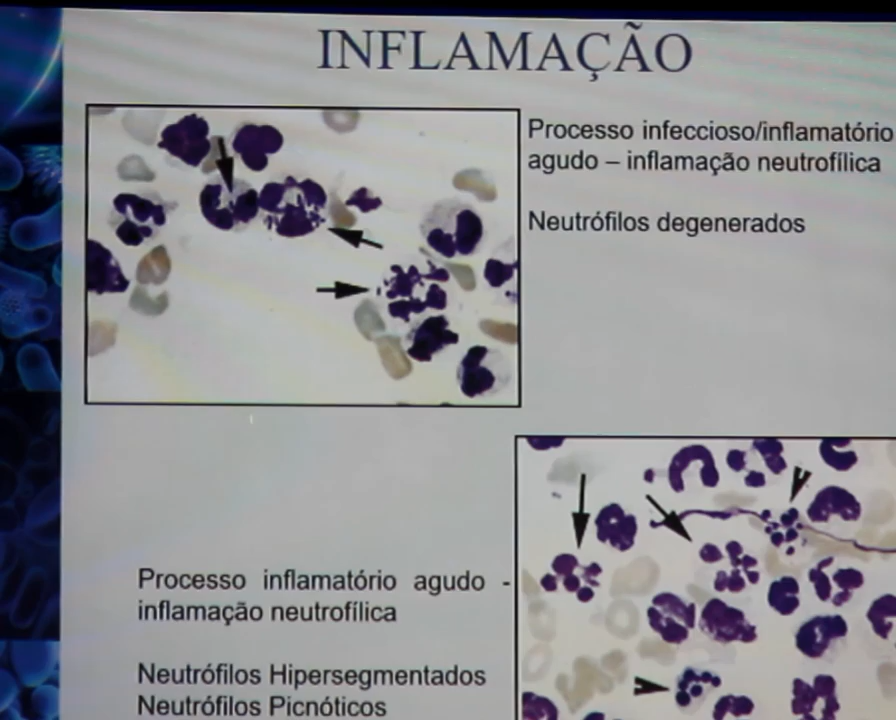 INFLAMAÇÃO
Processo infeccioso/inflamatório
agudo – inflamação neutrofílica
Neutrófilos degenerados
Processo inflamatório agudo -
inflamação neutrofílica
Neutrófilos Hipersegmentados
Neutrófilos Picnóticos